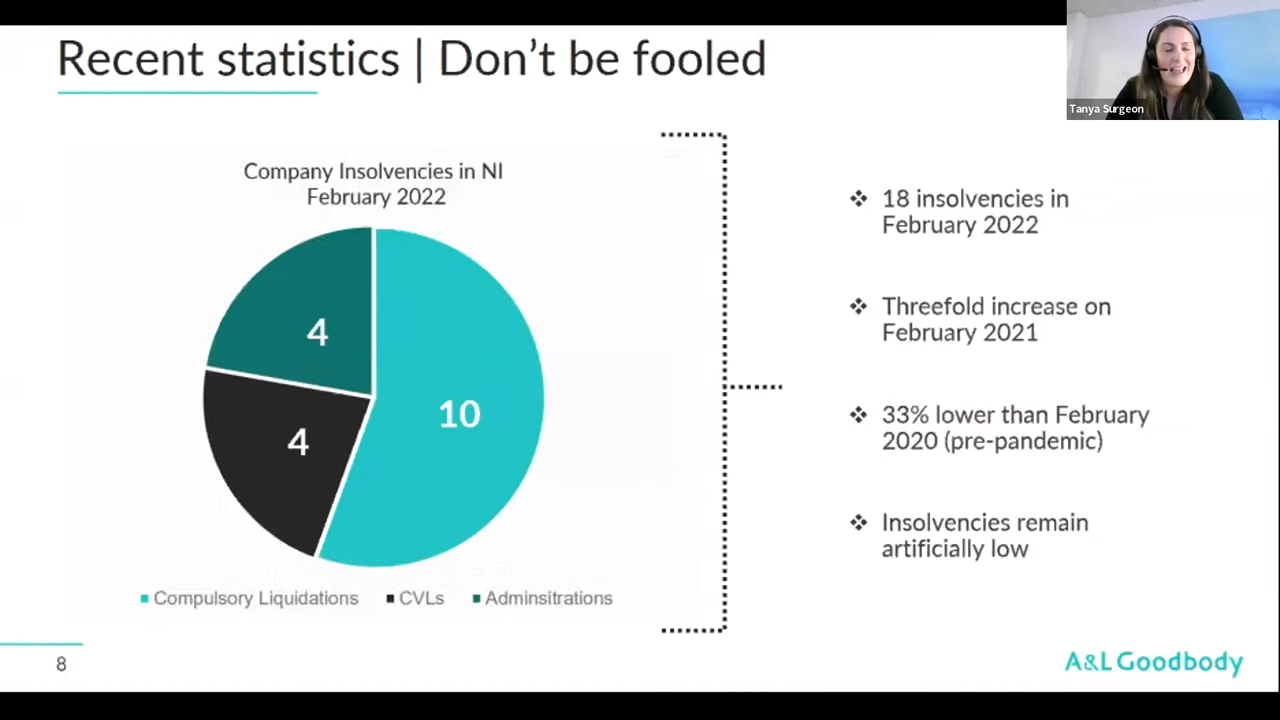 Recent statistics | Don't be fooled
Tanya Surgeon
Company Insolvencies in NI
February 2022
4
10
4
Compulsory Liquidations CVLs Adminsitrations
❖ 18 insolvencies in
February 2022
❖ Threefold increase on
February 2021
❖ 33% lower than February
2020 (pre-pandemic)
❖ Insolvencies remain
artificially low
8
A&L Goodbody